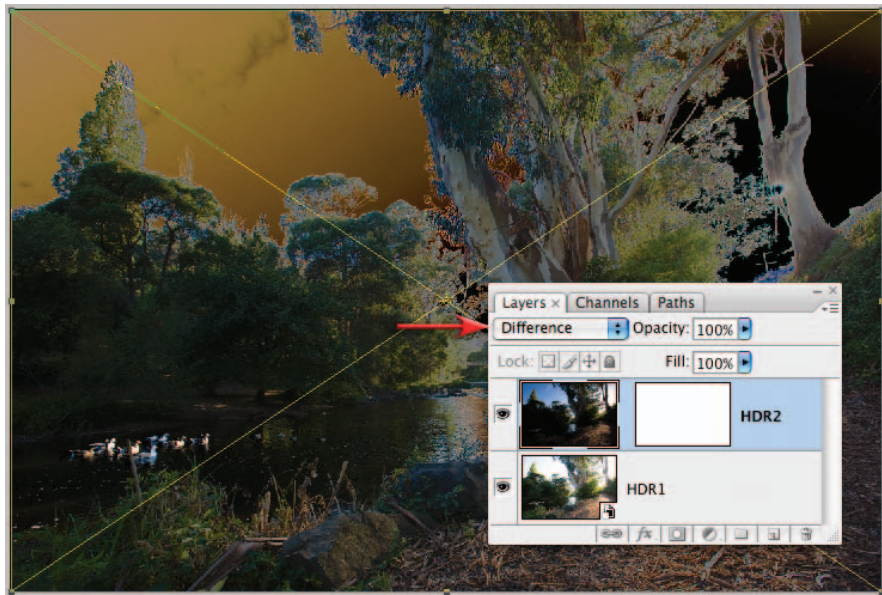 Layers × Channels Paths
Difference Opacity: 100%
Lock: Fill: 100%
HDR2
HDR1
fx